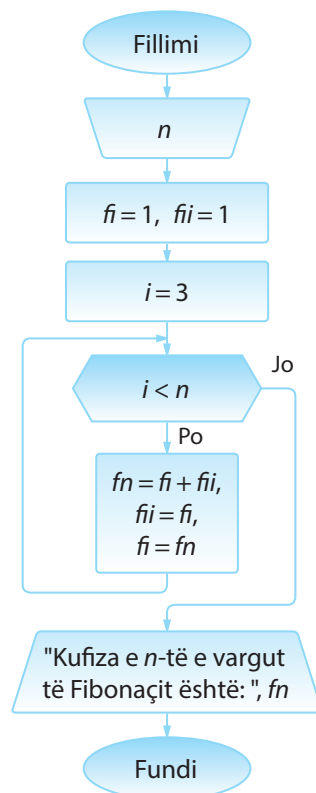 Fillimi
n
fi = 1, fii = 1
i = 3
i < n
Jo
Po
fn = fi + fii,
fii = fi,
fi = fn
"Kufiza e n-të e vargut
të Fibonaçit është: ", fn
Fundi